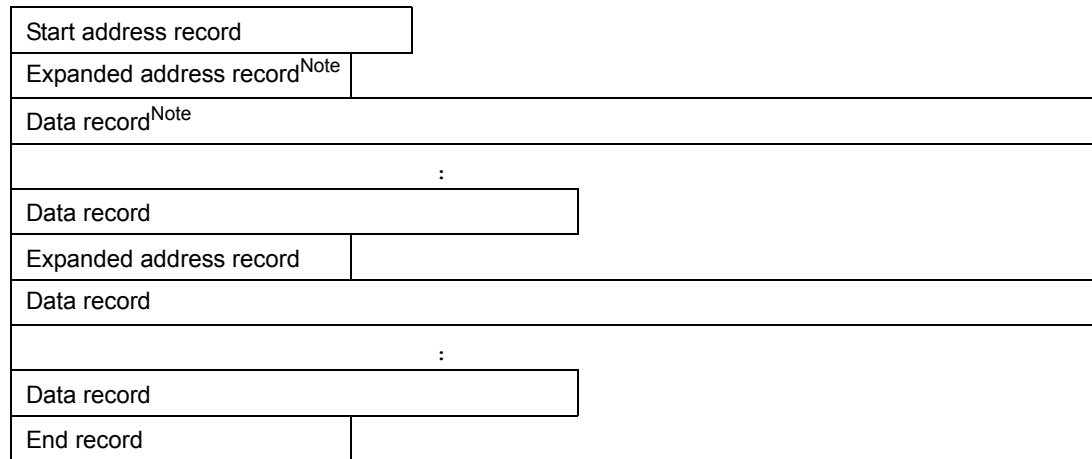 Start address record
Expanded address recordNote
Data recordNote
:
Data record
Expanded address record
Data record
:
Data record
End record